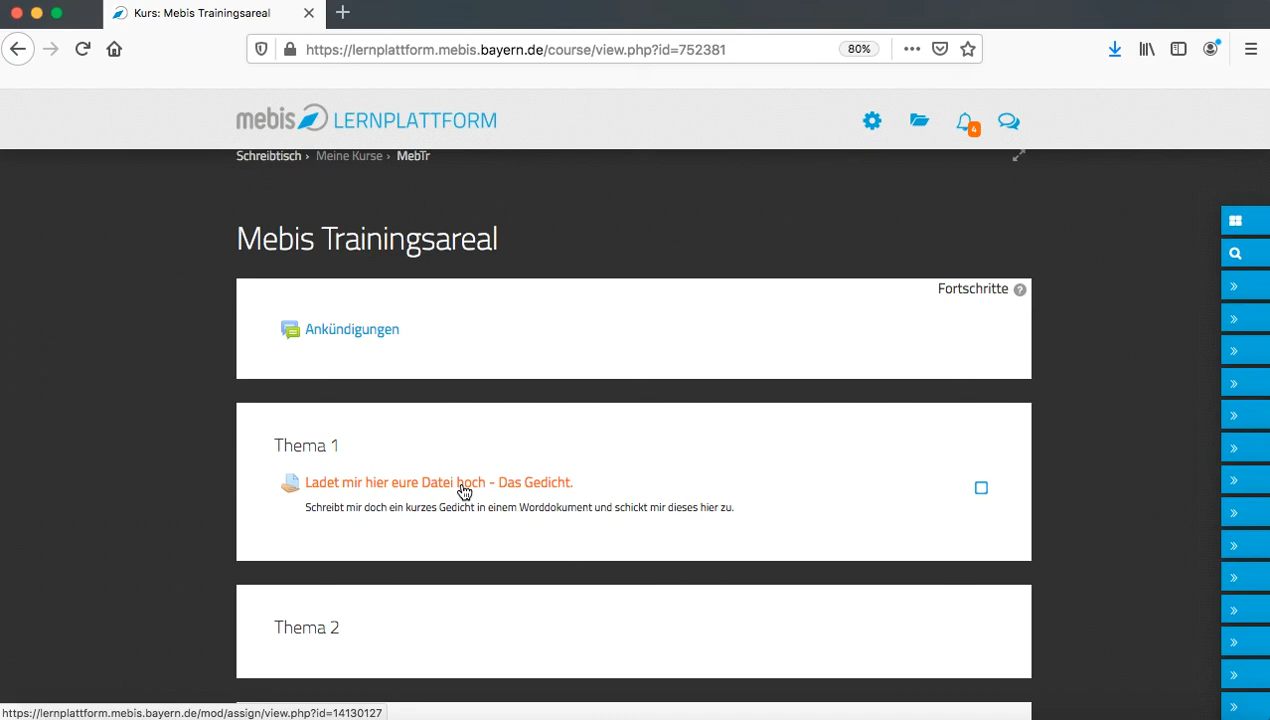 Kurs: Mebis Trainingsareal
https://lernplattform.mebis.bayern.de/course/view.php?id=752381
80%
mebis LERNPLATTFORM
4
Schreibtisch › Meine Kurse › MebTr
Mebis Trainingsareal
Fortschritte ?
Ankündigungen
Thema 1
Ladet mir hier eure Datei hoch - Das Gedicht.
Schreibt mir doch ein kurzes Gedicht in einem Worddokument und schickt mir dieses hier zu.
Thema 2
https://lernplattform.mebis.bayern.de/mod/assign/view.php?id=14130127